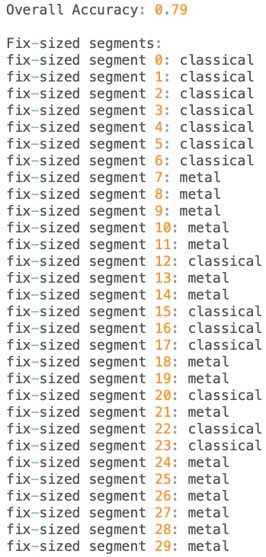 Overall Accuracy: 0.79
Fix-sized segments:
fix-sized segment 0: classical
fix-sized segment 1: classical
fix-sized segment 2: classical
fix-sized segment 3: classical
fix-sized segment 4: classical
fix-sized segment 5: classical
fix-sized segment 6: classical
fix-sized segment 7: metal
fix-sized segment 8: metal
fix-sized segment 9: metal
fix-sized segment 10: metal
fix-sized segment 11: metal
fix-sized segment 12: classical
fix-sized segment 13: metal
fix-sized segment 14: metal
fix-sized segment 15: classical
fix-sized segment 16: classical
fix-sized segment 17: classical
fix-sized segment 18: metal
fix-sized segment 19: metal
fix-sized segment 20: classical
fix-sized segment 21: metal
fix-sized segment 22: classical
fix-sized segment 23: classical
fix-sized segment 24: metal
fix-sized segment 25: metal
fix-sized segment 26: metal
fix-sized segment 27: metal
fix-sized segment 28: metal
fix-sized segment 29: metal